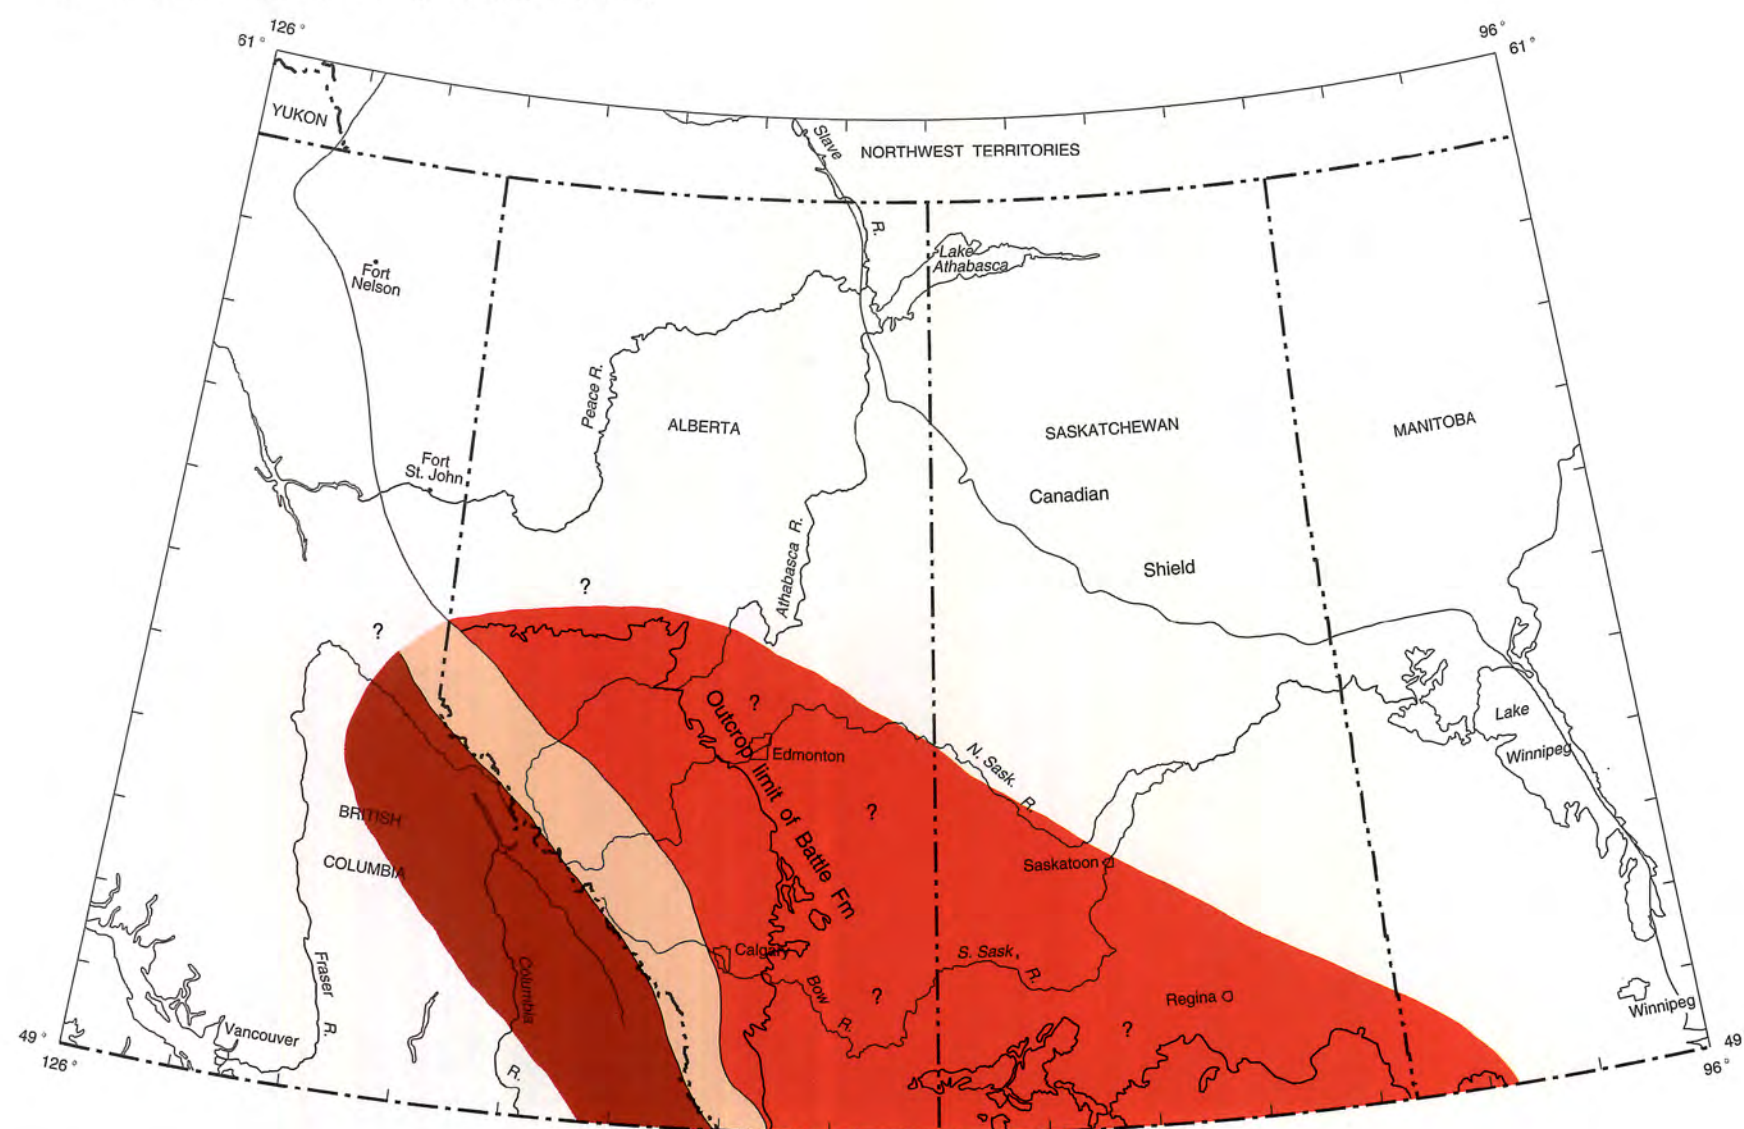 126°
61°
96°
61°
YUKON
NORTHWEST TERRITORIES
Slave
R.
Lake
Athabasca
Fort
Nelson
Peace R.
ALBERTA
SASKATCHEWAN
MANITOBA
Fort
St. John
Canadian
Shield
Athabasca R.
?
?
?
Outcrop limit of Battle Fm
Edmonton
N. Sask.
R.
Lake
Winnipeg
BRITISH
COLUMBIA
?
Saskatoon
Calgary
Columbia
R.
Fraser
R.
Bow
R.
?
S. Sask.
R.
Regina
?
Vancouver
Winnipeg
49°
126°
49
96°